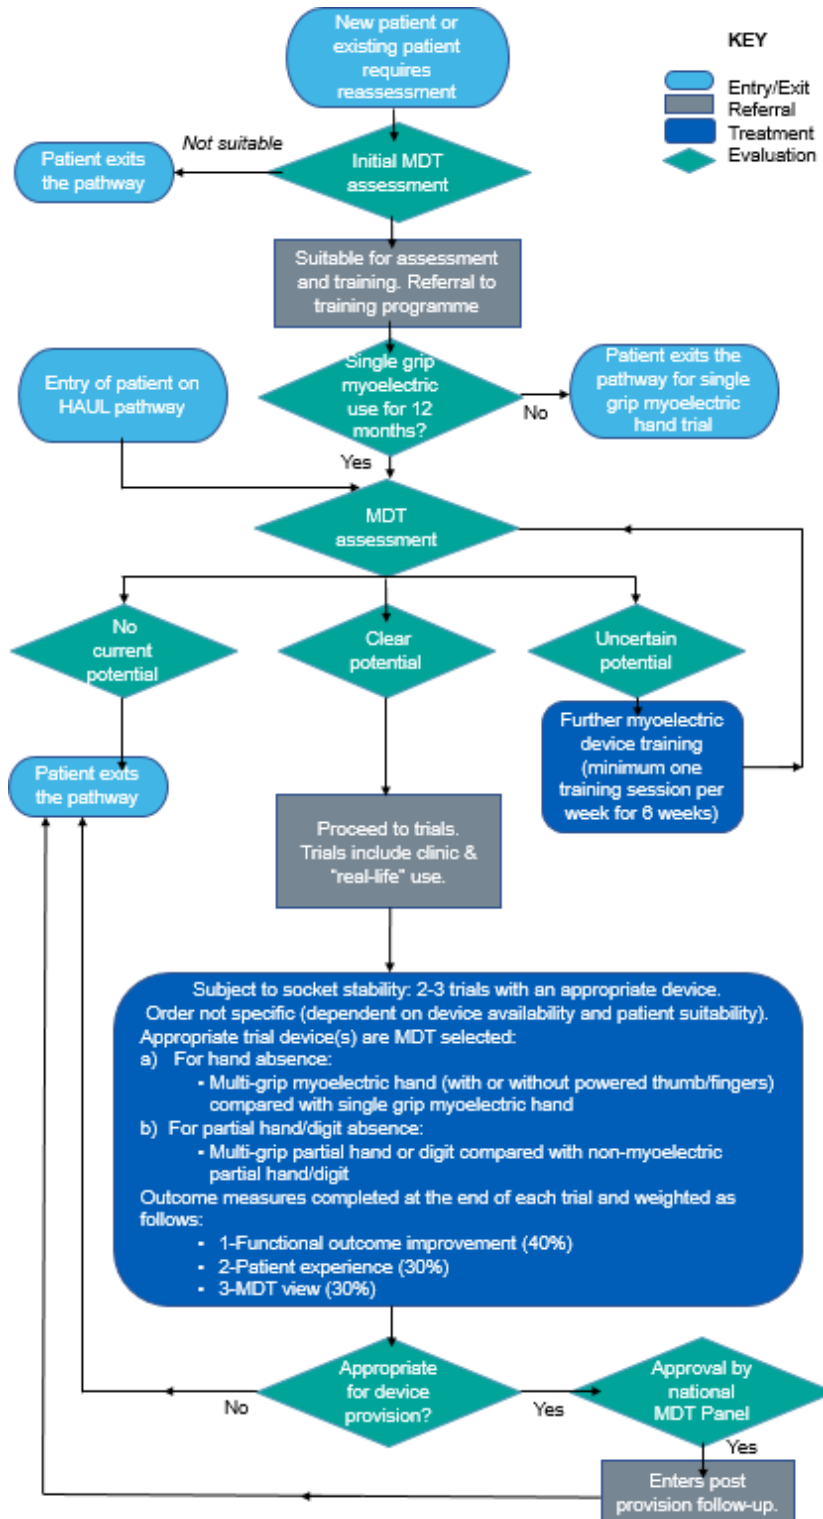 New patient or
existing patient
requires
reassessment
KEY
Entry/Exit
Referral
Treatment
Evaluation
Not suitable
Patient exits
the pathway
Initial MDT
assessment
Suitable for assessment
and training. Referral to
training programme
Entry of patient on
HAUL pathway
Single grip
myoelectric
use for 12
months?
No
Patient exits the
pathway for single
grip myoelectric
hand trial
Yes
MDT
assessment
No
current
potential
Clear
potential
Uncertain
potential
Further myoelectric
device training
(minimum one
training session per
week for 6 weeks)
Patient exits
the pathway
Proceed to trials.
Trials include clinic &
"real-life" use.
Subject to socket stability: 2-3 trials with an appropriate device.
Order not specific (dependent on device availability and patient suitability).
Appropriate trial device(s) are MDT selected:
a) For hand absence:
- Multi-grip myoelectric hand (with or without powered thumb/fingers)
compared with single grip myoelectric hand
b) For partial hand/digit absence:
- Multi-grip partial hand or digit compared with non-myoelectric
partial hand/digit
Outcome measures completed at the end of each trial and weighted as
follows:
- 1-Functional outcome improvement (40%)
- 2-Patient experience (30%)
- 3-MDT view (30%)
Appropriate
for device
provision?
No
Yes
Approval by
national
MDT Panel
Yes
Enters post
provision follow-up.